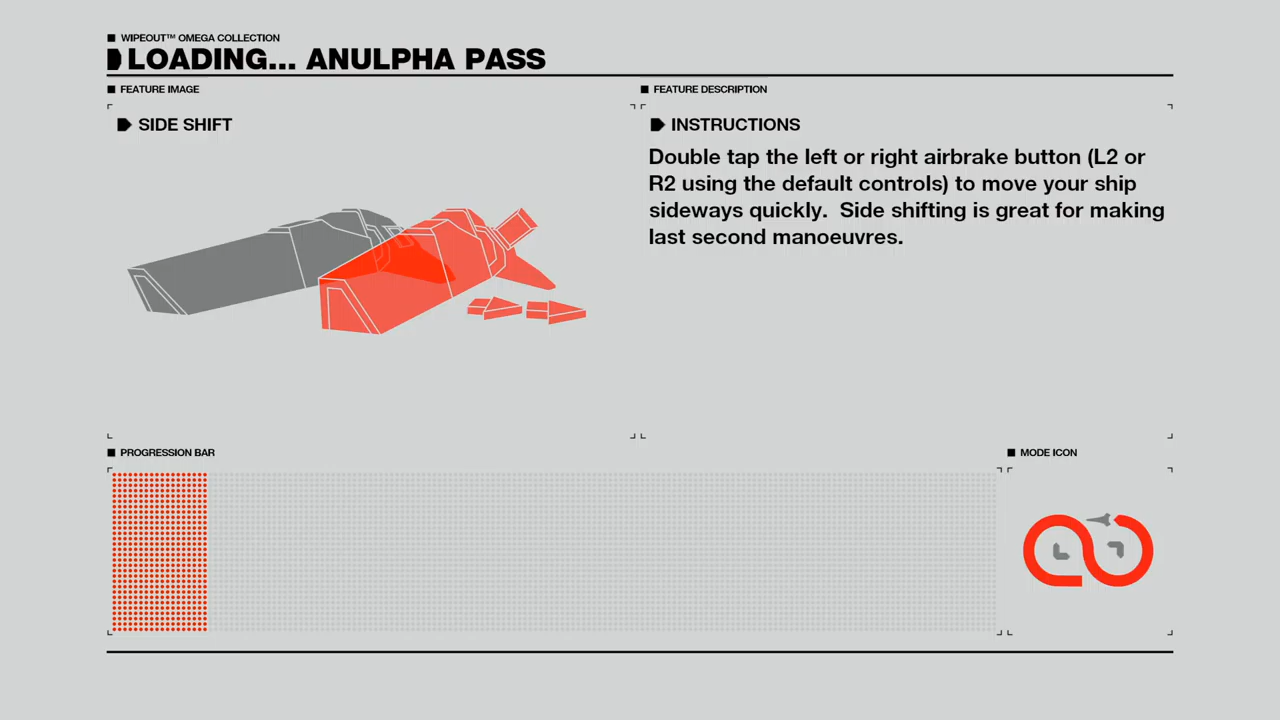 WIPEOUT™ OMEGA COLLECTION
LOADING... ANULPHA PASS
FEATURE IMAGE
SIDE SHIFT
FEATURE DESCRIPTION
INSTRUCTIONS
Double tap the left or right airbrake button (L2 or
R2 using the default controls) to move your ship
sideways quickly.  Side shifting is great for making
last second manoeuvres.
PROGRESSION BAR
MODE ICON